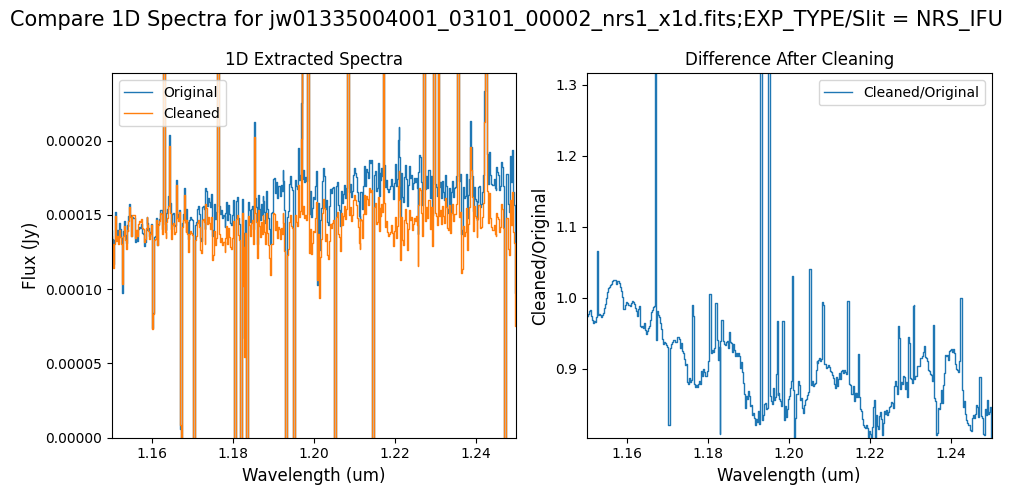 Compare 1D Spectra for jw01335004001_03101_00002_nrs1_x1d.fits;EXP_TYPE/Slit = NRS_IFU
1D Extracted Spectra
Original
Cleaned
Flux (Jy)
0.00020
0.00015
0.00010
0.00005
0.00000
1.16 1.18 1.20 1.22 1.24
Wavelength (um)
Difference After Cleaning
Cleaned/Original
Cleaned/Original
1.3
1.2
1.1
1.0
0.9
1.16 1.18 1.20 1.22 1.24
Wavelength (um)